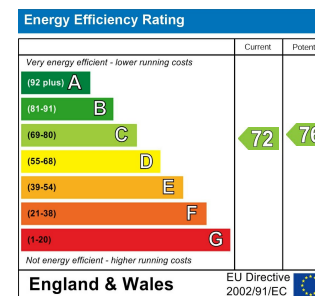 Energy Efficiency Rating
Current Poten
Very energy efficient - lower running costs
(92 plus) A
(81-91) B
(69-80) C 72 76
(55-68) D
(39-54) E
(21-38) F
(1-20) G
Not energy efficient - higher running costs
England & Wales
EU Directive
2002/91/EC